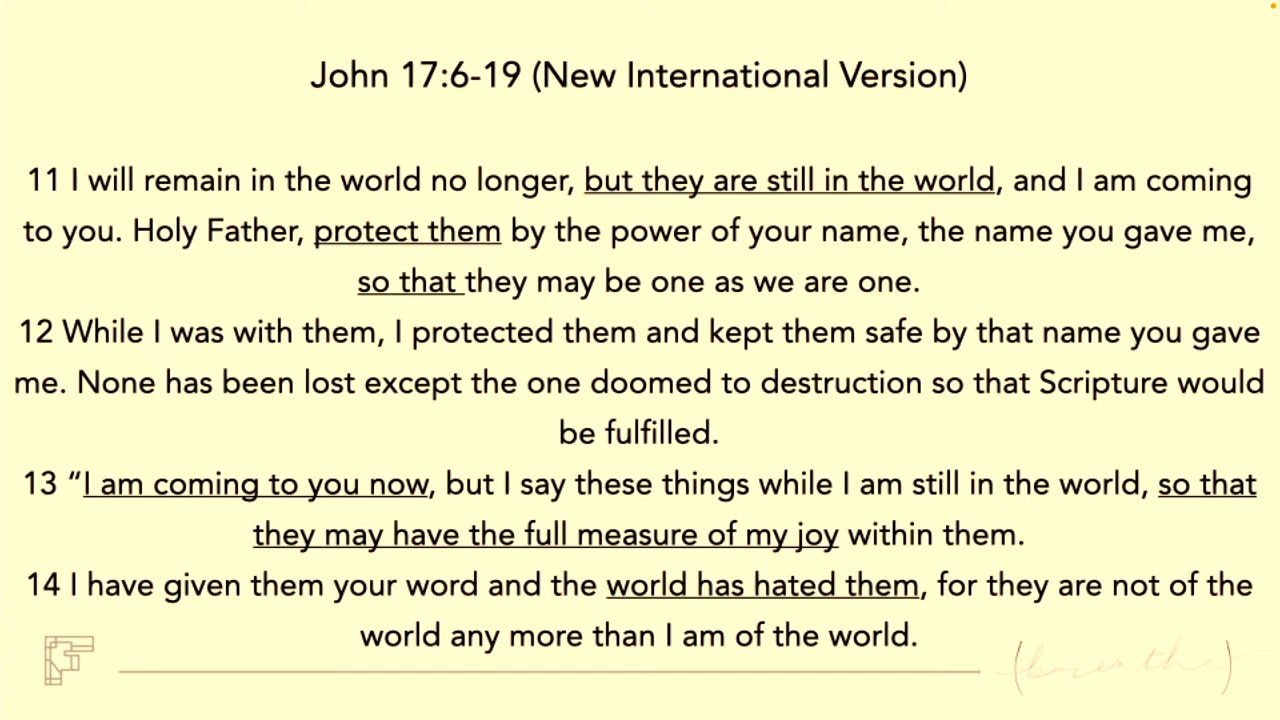 John 17:6-19 (New International Version)
11 I will remain in the world no longer, but they are still in the world, and I am coming
to you. Holy Father, protect them by the power of your name, the name you gave me,
so that they may be one as we are one.
12 While I was with them, I protected them and kept them safe by that name you gave
me. None has been lost except the one doomed to destruction so that Scripture would
be fulfilled.
13 “I am coming to you now, but I say these things while I am still in the world, so that
they may have the full measure of my joy within them.
14 I have given them your word and the world has hated them, for they are not of the
world any more than I am of the world.
(breathe)